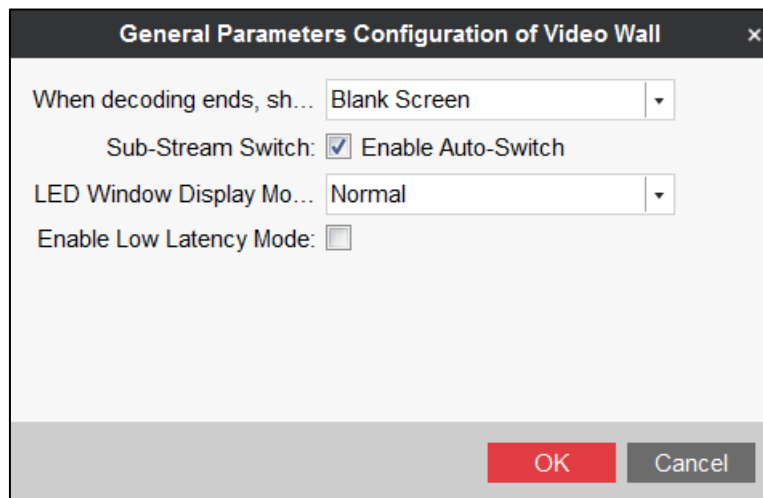 General Parameters Configuration of Video Wall ×
When decoding ends, sh... Blank Screen
Sub-Stream Switch: Enable Auto-Switch
LED Window Display Mo... Normal
Enable Low Latency Mode:
OK Cancel